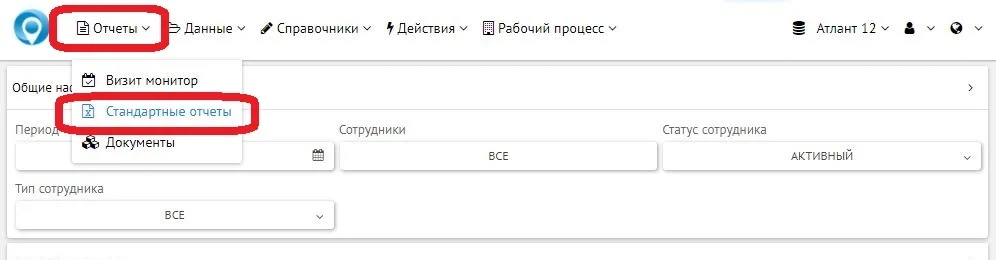 Отчеты Данные Справочники Действия Рабочий процесс Атлант 12
Визит монитор
Общие нас
Стандартные отчеты
Период Сотрудники Статус сотрудника
Документы
ВСЕ АКТИВНЫЙ
Тип сотрудника
ВСЕ